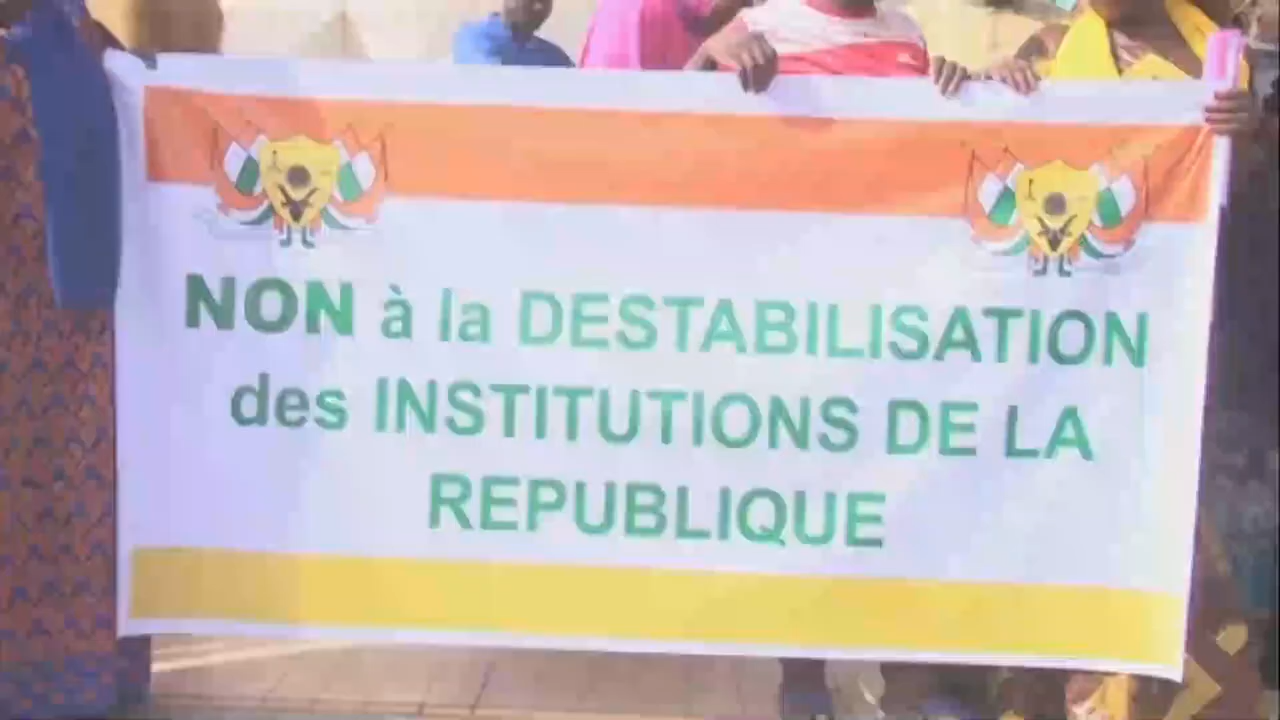 NON à la DESTABILISATION
des INSTITUTIONS DE LA
REPUBLIQUE